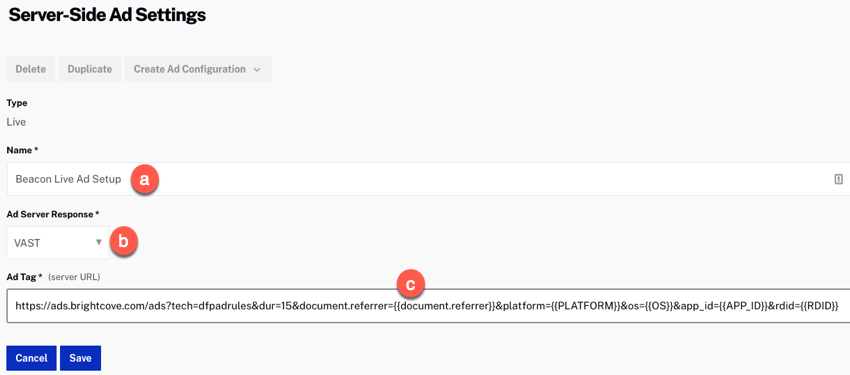 Server-Side Ad Settings
Delete Duplicate Create Ad Configuration
Type
Live
Name *
Beacon Live Ad Setup a
Ad Server Response *
VAST b
Ad Tag * (server URL) c
https://ads.brightcove.com/ads?tech=dfpadrules&dur=15&document.referrer={{document.referrer}}&platform={{PLATFORM}}&os={{OS}}&app_id={{APP_ID}}&rdid={{RDID}}
Cancel Save